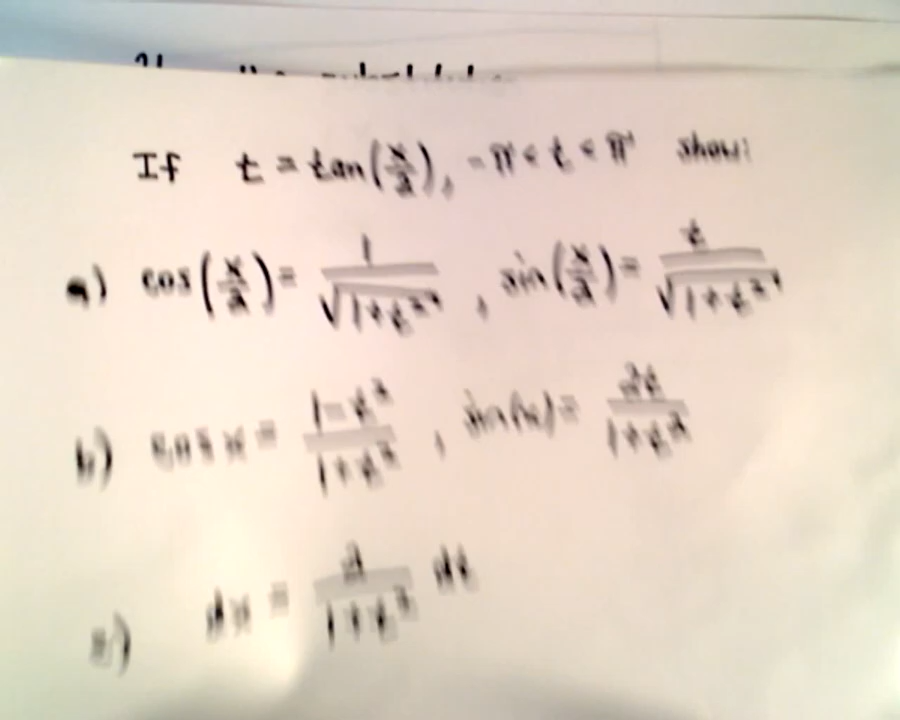 If t = tan(x/2), -π < t < π show:
a) cos(x/2) = 1/√(1+t²) , sin(x/2) = t/√(1+t²)
b) cos x = (1-t²)/(1+t²) , sin(x) = 2t/(1+t²)
c) dx = 2/(1+t²) dt